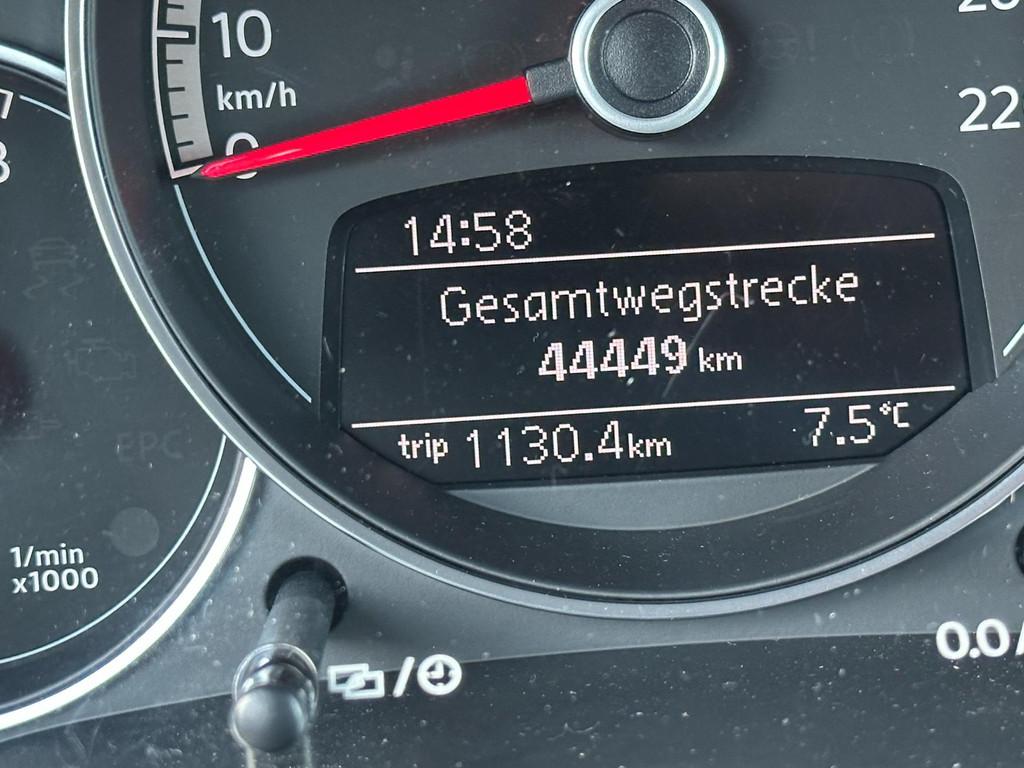 10
km/h
0
22
14:58
Gesamtwegstrecke
44449 km
trip 1130.4km
7.5°C
EPC
1/min
x1000
0.0/